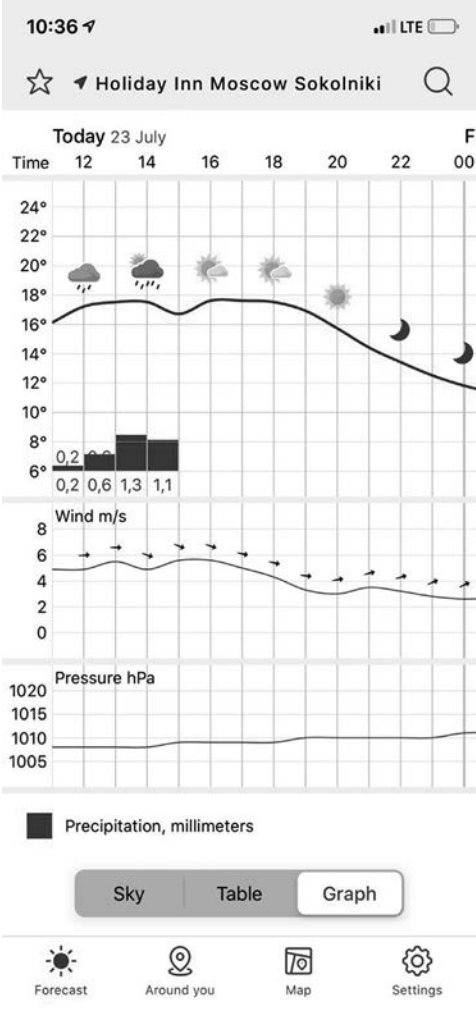 10:36 LTE
Holiday Inn Moscow Sokolniki
Today 23 July F
Time 12 14 16 18 20 22 00
24°
22°
20°
18°
16°
14°
12°
10°
8°
0,2
6°
0,2 0,6 1,3 1,1
Wind m/s
8
6
4
2
0
Pressure hPa
1020
1015
1010
1005
Precipitation, millimeters
Sky Table Graph
Forecast Around you Map Settings